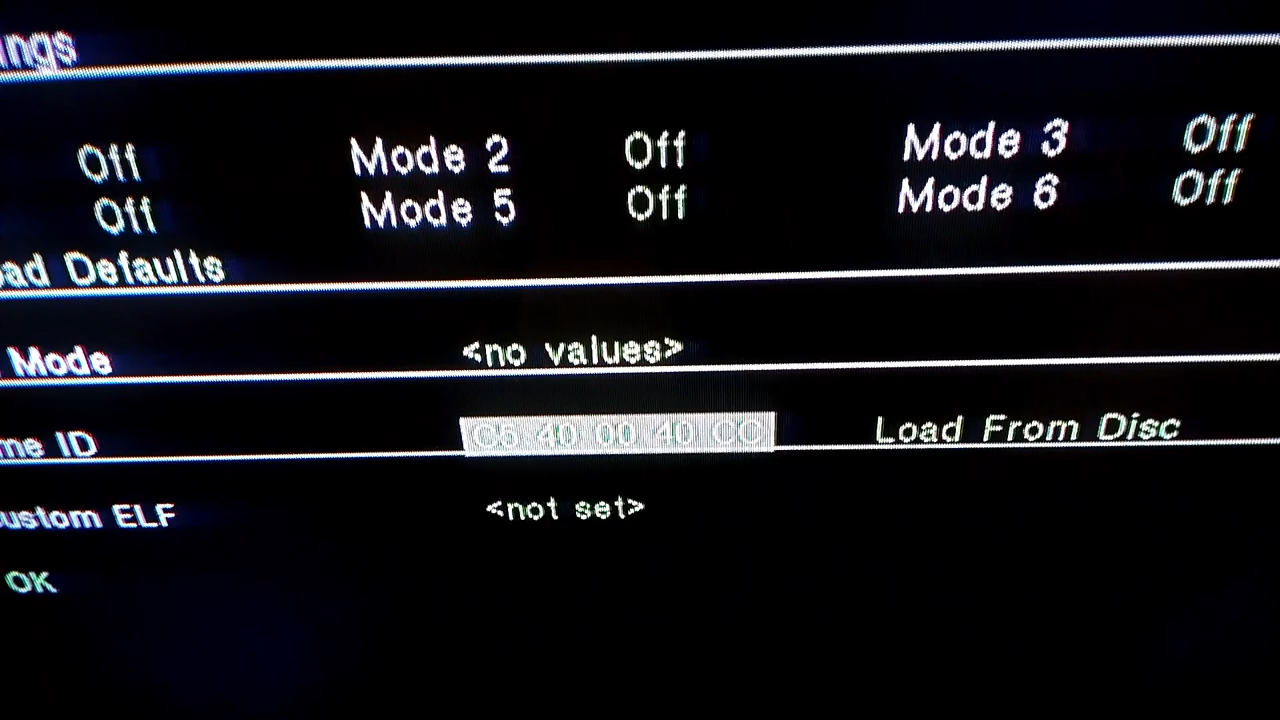 ings
Off Mode 2 Off Mode 3 Off
Off Mode 5 Off Mode 6 Off
ad Defaults
Mode <no values>
me ID C5 40 00 40 CC Load From Disc
ustom ELF <not set>
OK